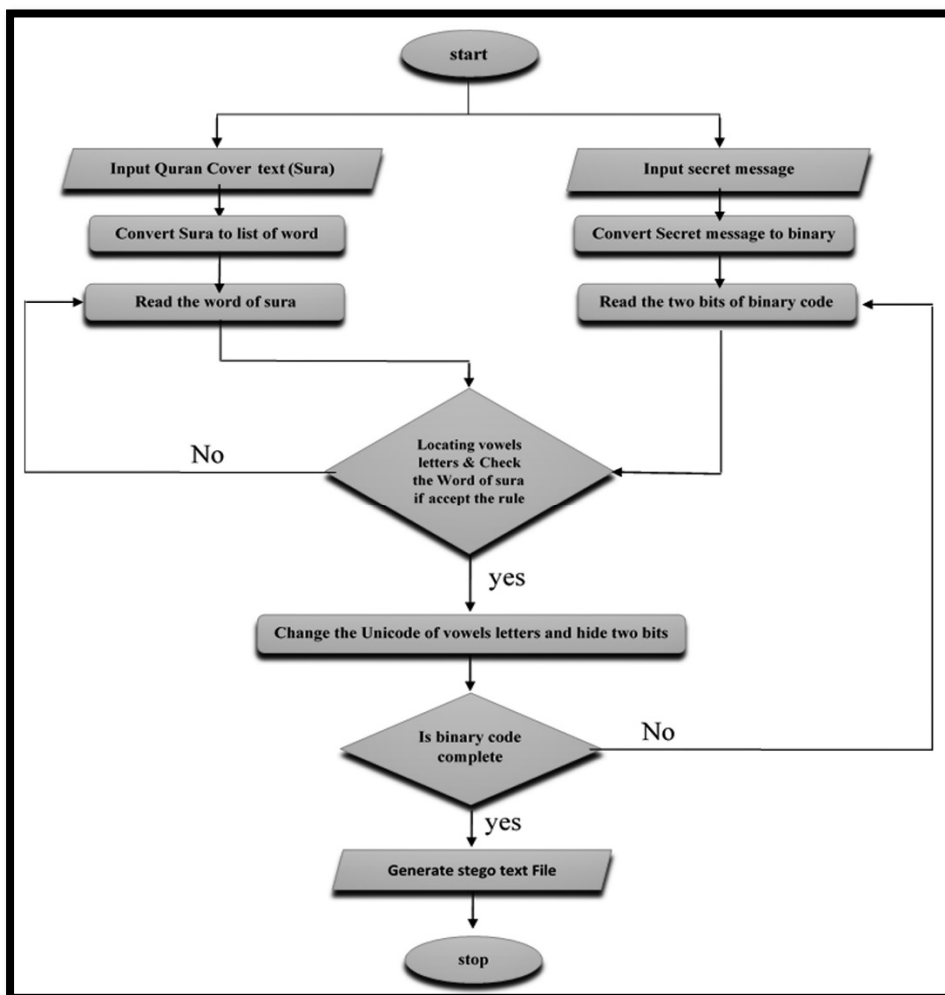 start
Input Quran Cover text (Sura)
Input secret message
Convert Sura to list of word
Convert Secret message to binary
Read the word of sura
Read the two bits of binary code
Locating vowels
letters & Check
the Word of sura
if accept the rule
No
yes
Change the Unicode of vowels letters and hide two bits
Is binary code
complete
No
yes
Generate stego text File
stop